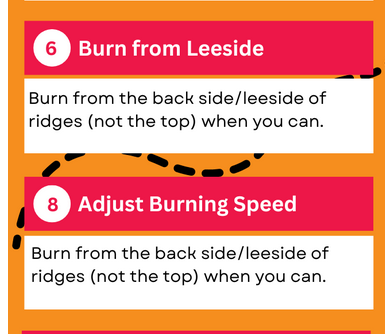 6 Burn from Leeside
Burn from the back side/leeside of
ridges (not the top) when you can.
8 Adjust Burning Speed
Burn from the back side/leeside of
ridges (not the top) when you can.